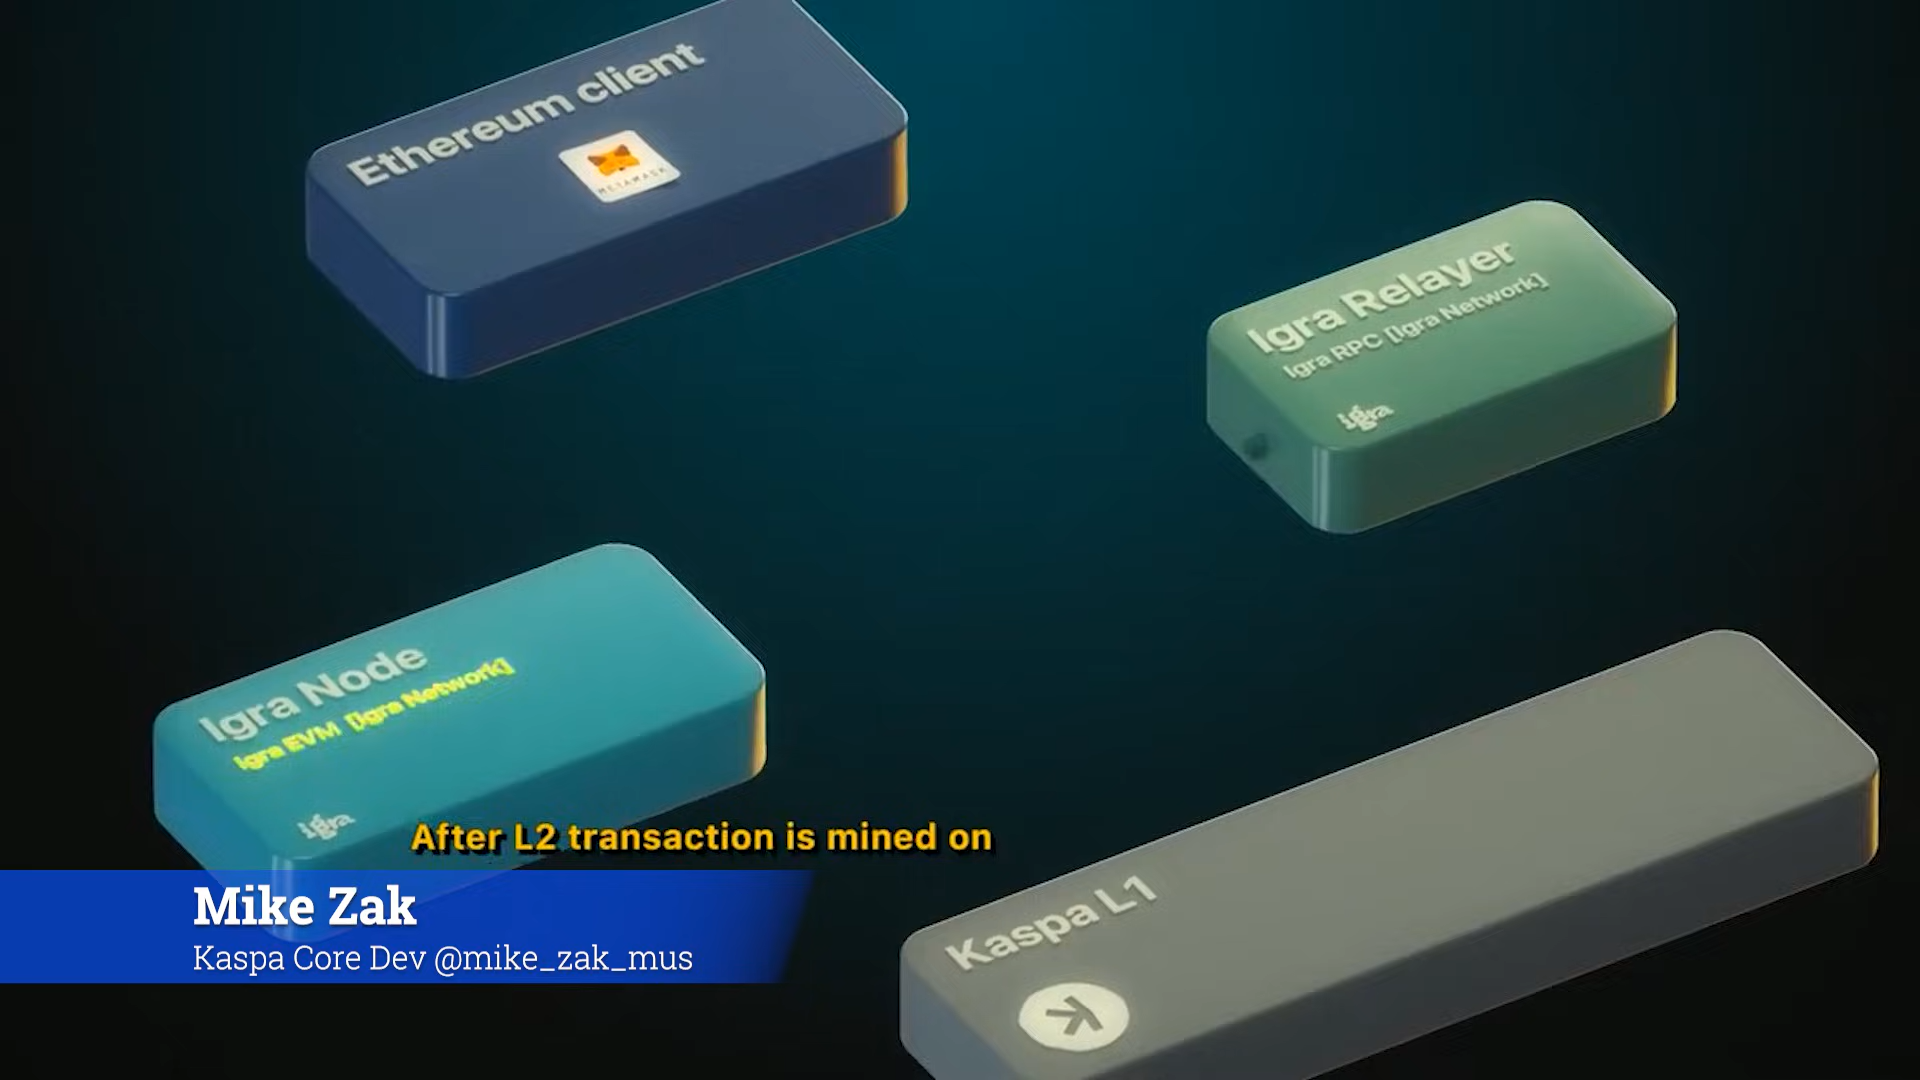 Ethereum client
METAMASK
Igra Relayer
Igra RPC [Igra Network]
igra
Igra Node
Igra EVM [Igra Network]
igra
After L2 transaction is mined on
Kaspa L1
Mike Zak
Kaspa Core Dev @mike_zak_mus